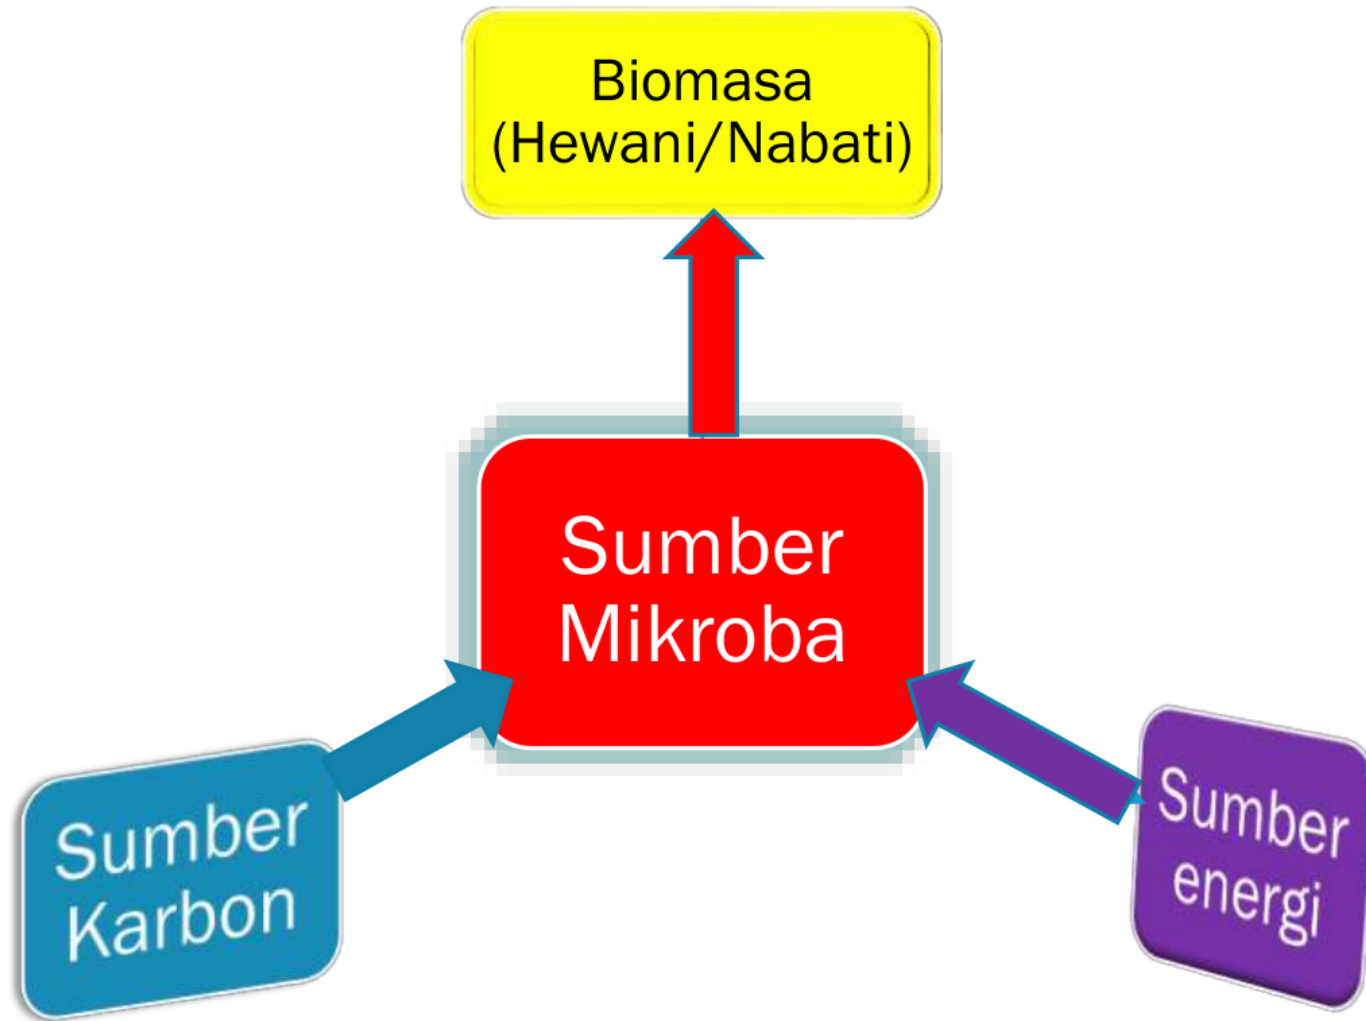 Biomasa
(Hewani/Nabati)
Sumber
Mikroba
Sumber
Karbon
Sumber
energi